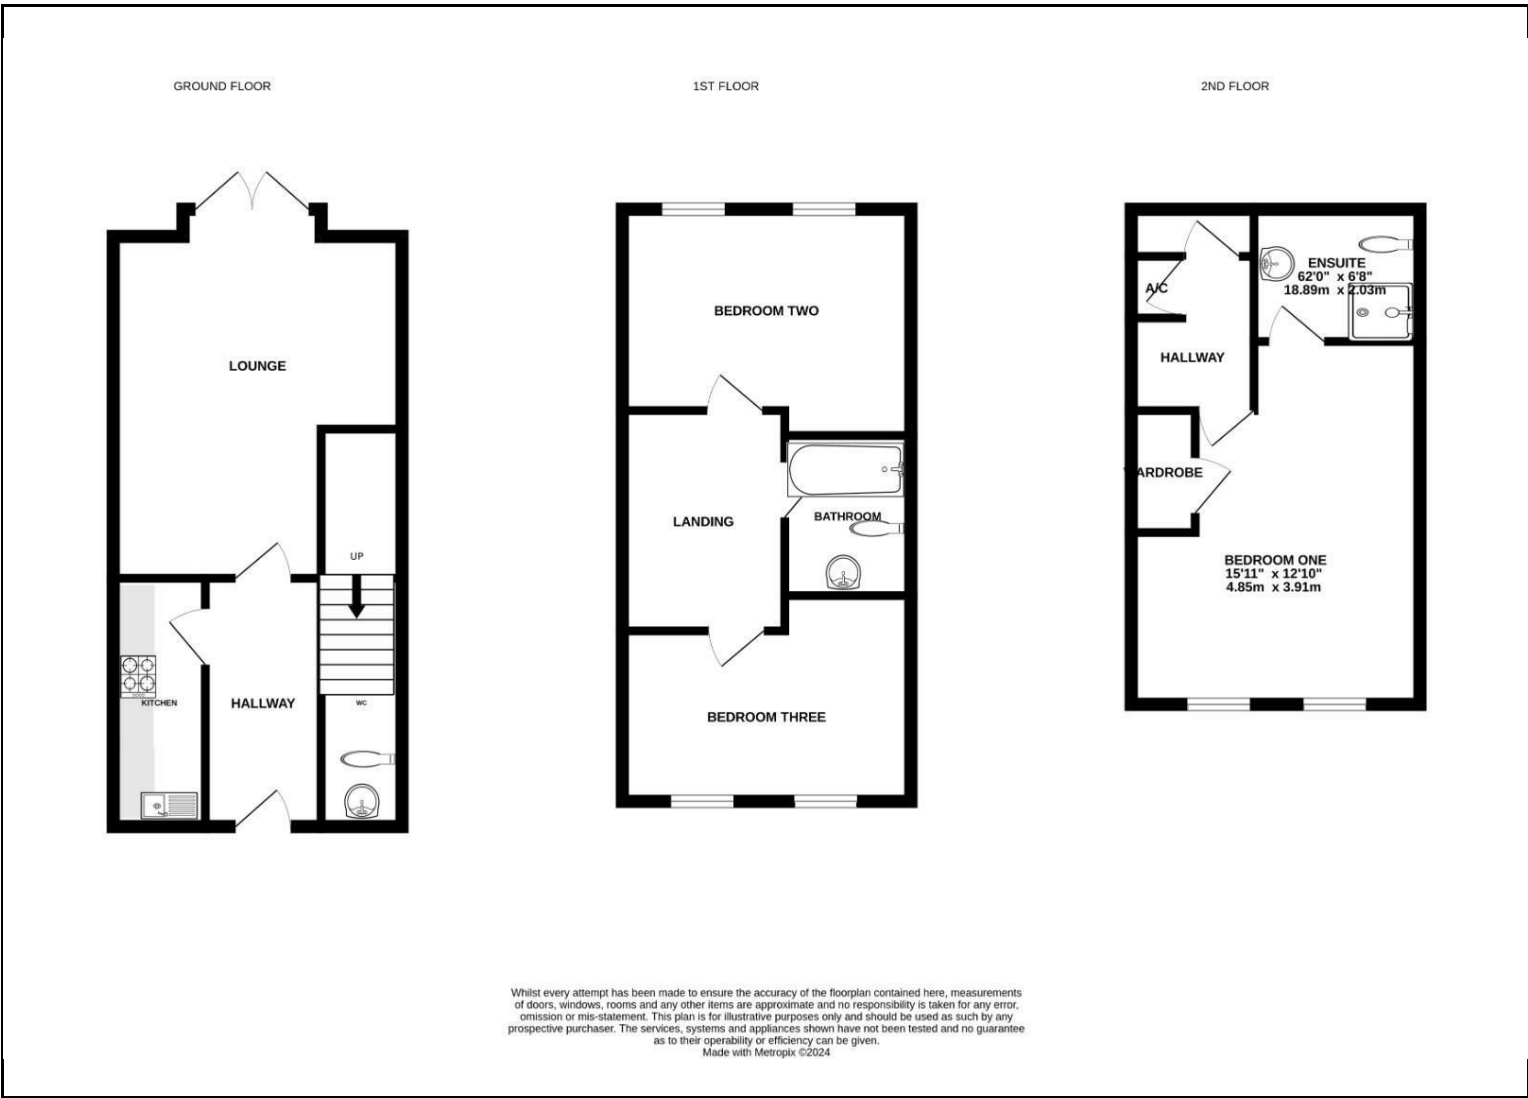 GROUND FLOOR
1ST FLOOR
2ND FLOOR
LOUNGE
UP
KITCHEN
HALLWAY
WC
BEDROOM TWO
LANDING
BATHROOM
BEDROOM THREE
ENSUITE
62'0" x 6'8"
18.89m x 2.03m
A/C
HALLWAY
ARDROBE
BEDROOM ONE
15'11" x 12'10"
4.85m x 3.91m
Whilst every attempt has been made to ensure the accuracy of the floorplan contained here, measurements
of doors, windows, rooms and any other items are approximate and no responsibility is taken for any error,
omission or mis-statement. This plan is for illustrative purposes only and should be used as such by any
prospective purchaser. The services, systems and appliances shown have not been tested and no guarantee
as to their operability or efficiency can be given.
Made with Metropix ©2024